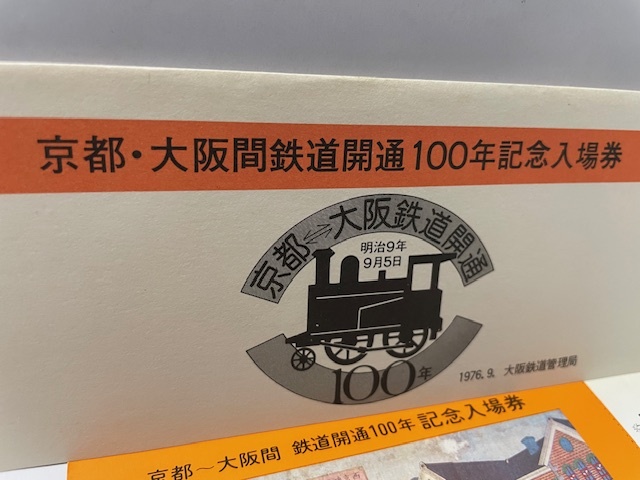 京都・大阪間鉄道開通100年記念入場券
京都⇔大阪鉄道開通
明治9年
9月5日
100年
1976.9. 大阪鉄道管理局
京都〜大阪間 鉄道開通100年 記念入場券